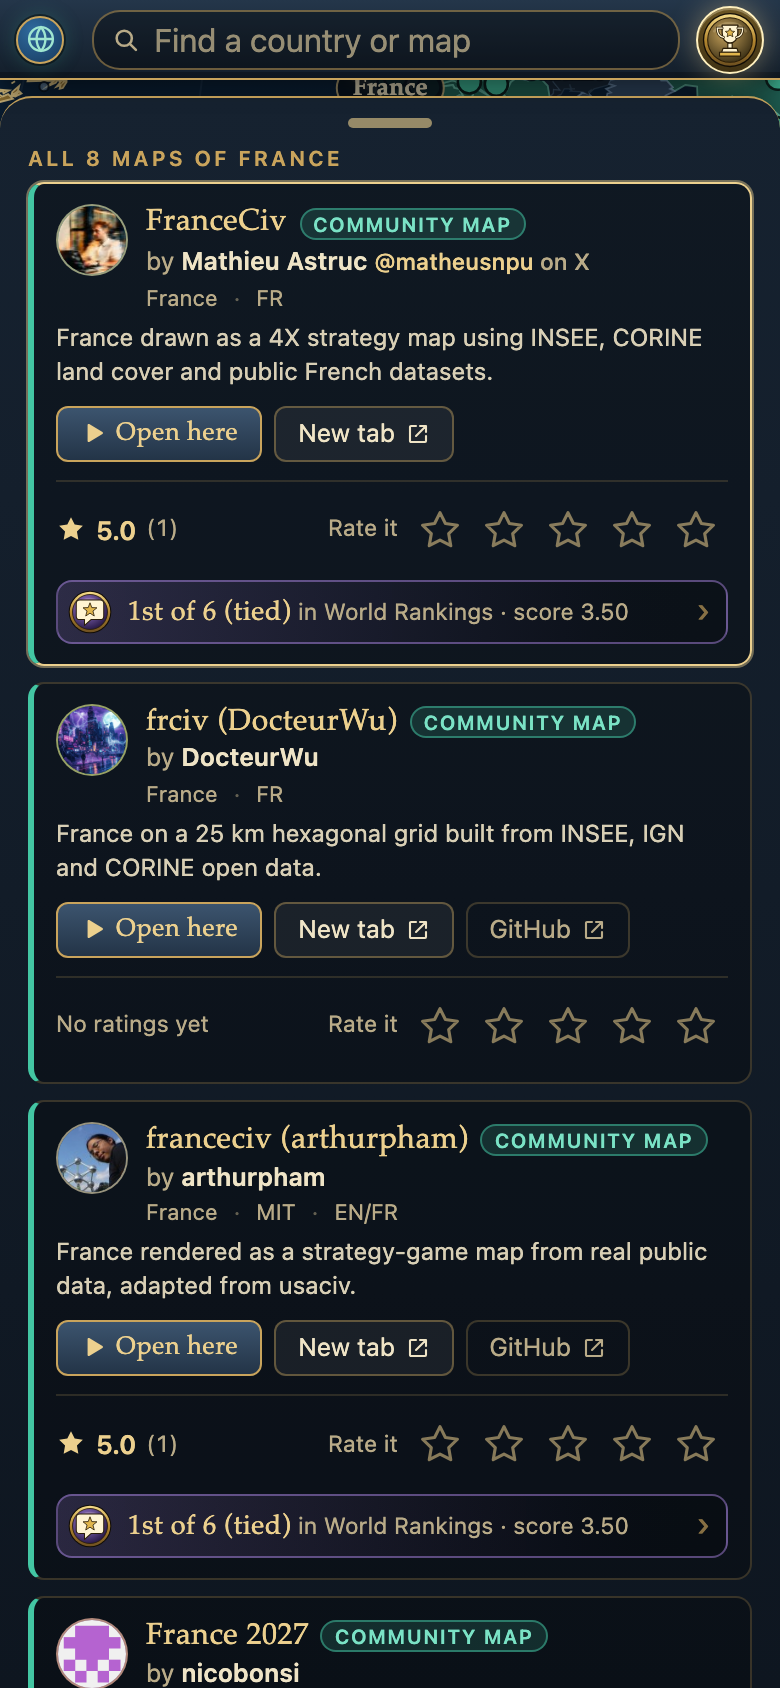 Find a country or map
France
ALL 8 MAPS OF FRANCE
FranceCiv COMMUNITY MAP
by Mathieu Astruc @matheusnpu on X
France · FR
France drawn as a 4X strategy map using INSEE, CORINE
land cover and public French datasets.
Open here New tab
5.0 (1) Rate it
1st of 6 (tied) in World Rankings · score 3.50
frciv (DocteurWu) COMMUNITY MAP
by DocteurWu
France · FR
France on a 25 km hexagonal grid built from INSEE, IGN
and CORINE open data.
Open here New tab GitHub
No ratings yet Rate it
franceciv (arthurpham) COMMUNITY MAP
by arthurpham
France · MIT · EN/FR
France rendered as a strategy-game map from real public
data, adapted from usaciv.
Open here New tab GitHub
5.0 (1) Rate it
1st of 6 (tied) in World Rankings · score 3.50
France 2027 COMMUNITY MAP
by nicobonsi